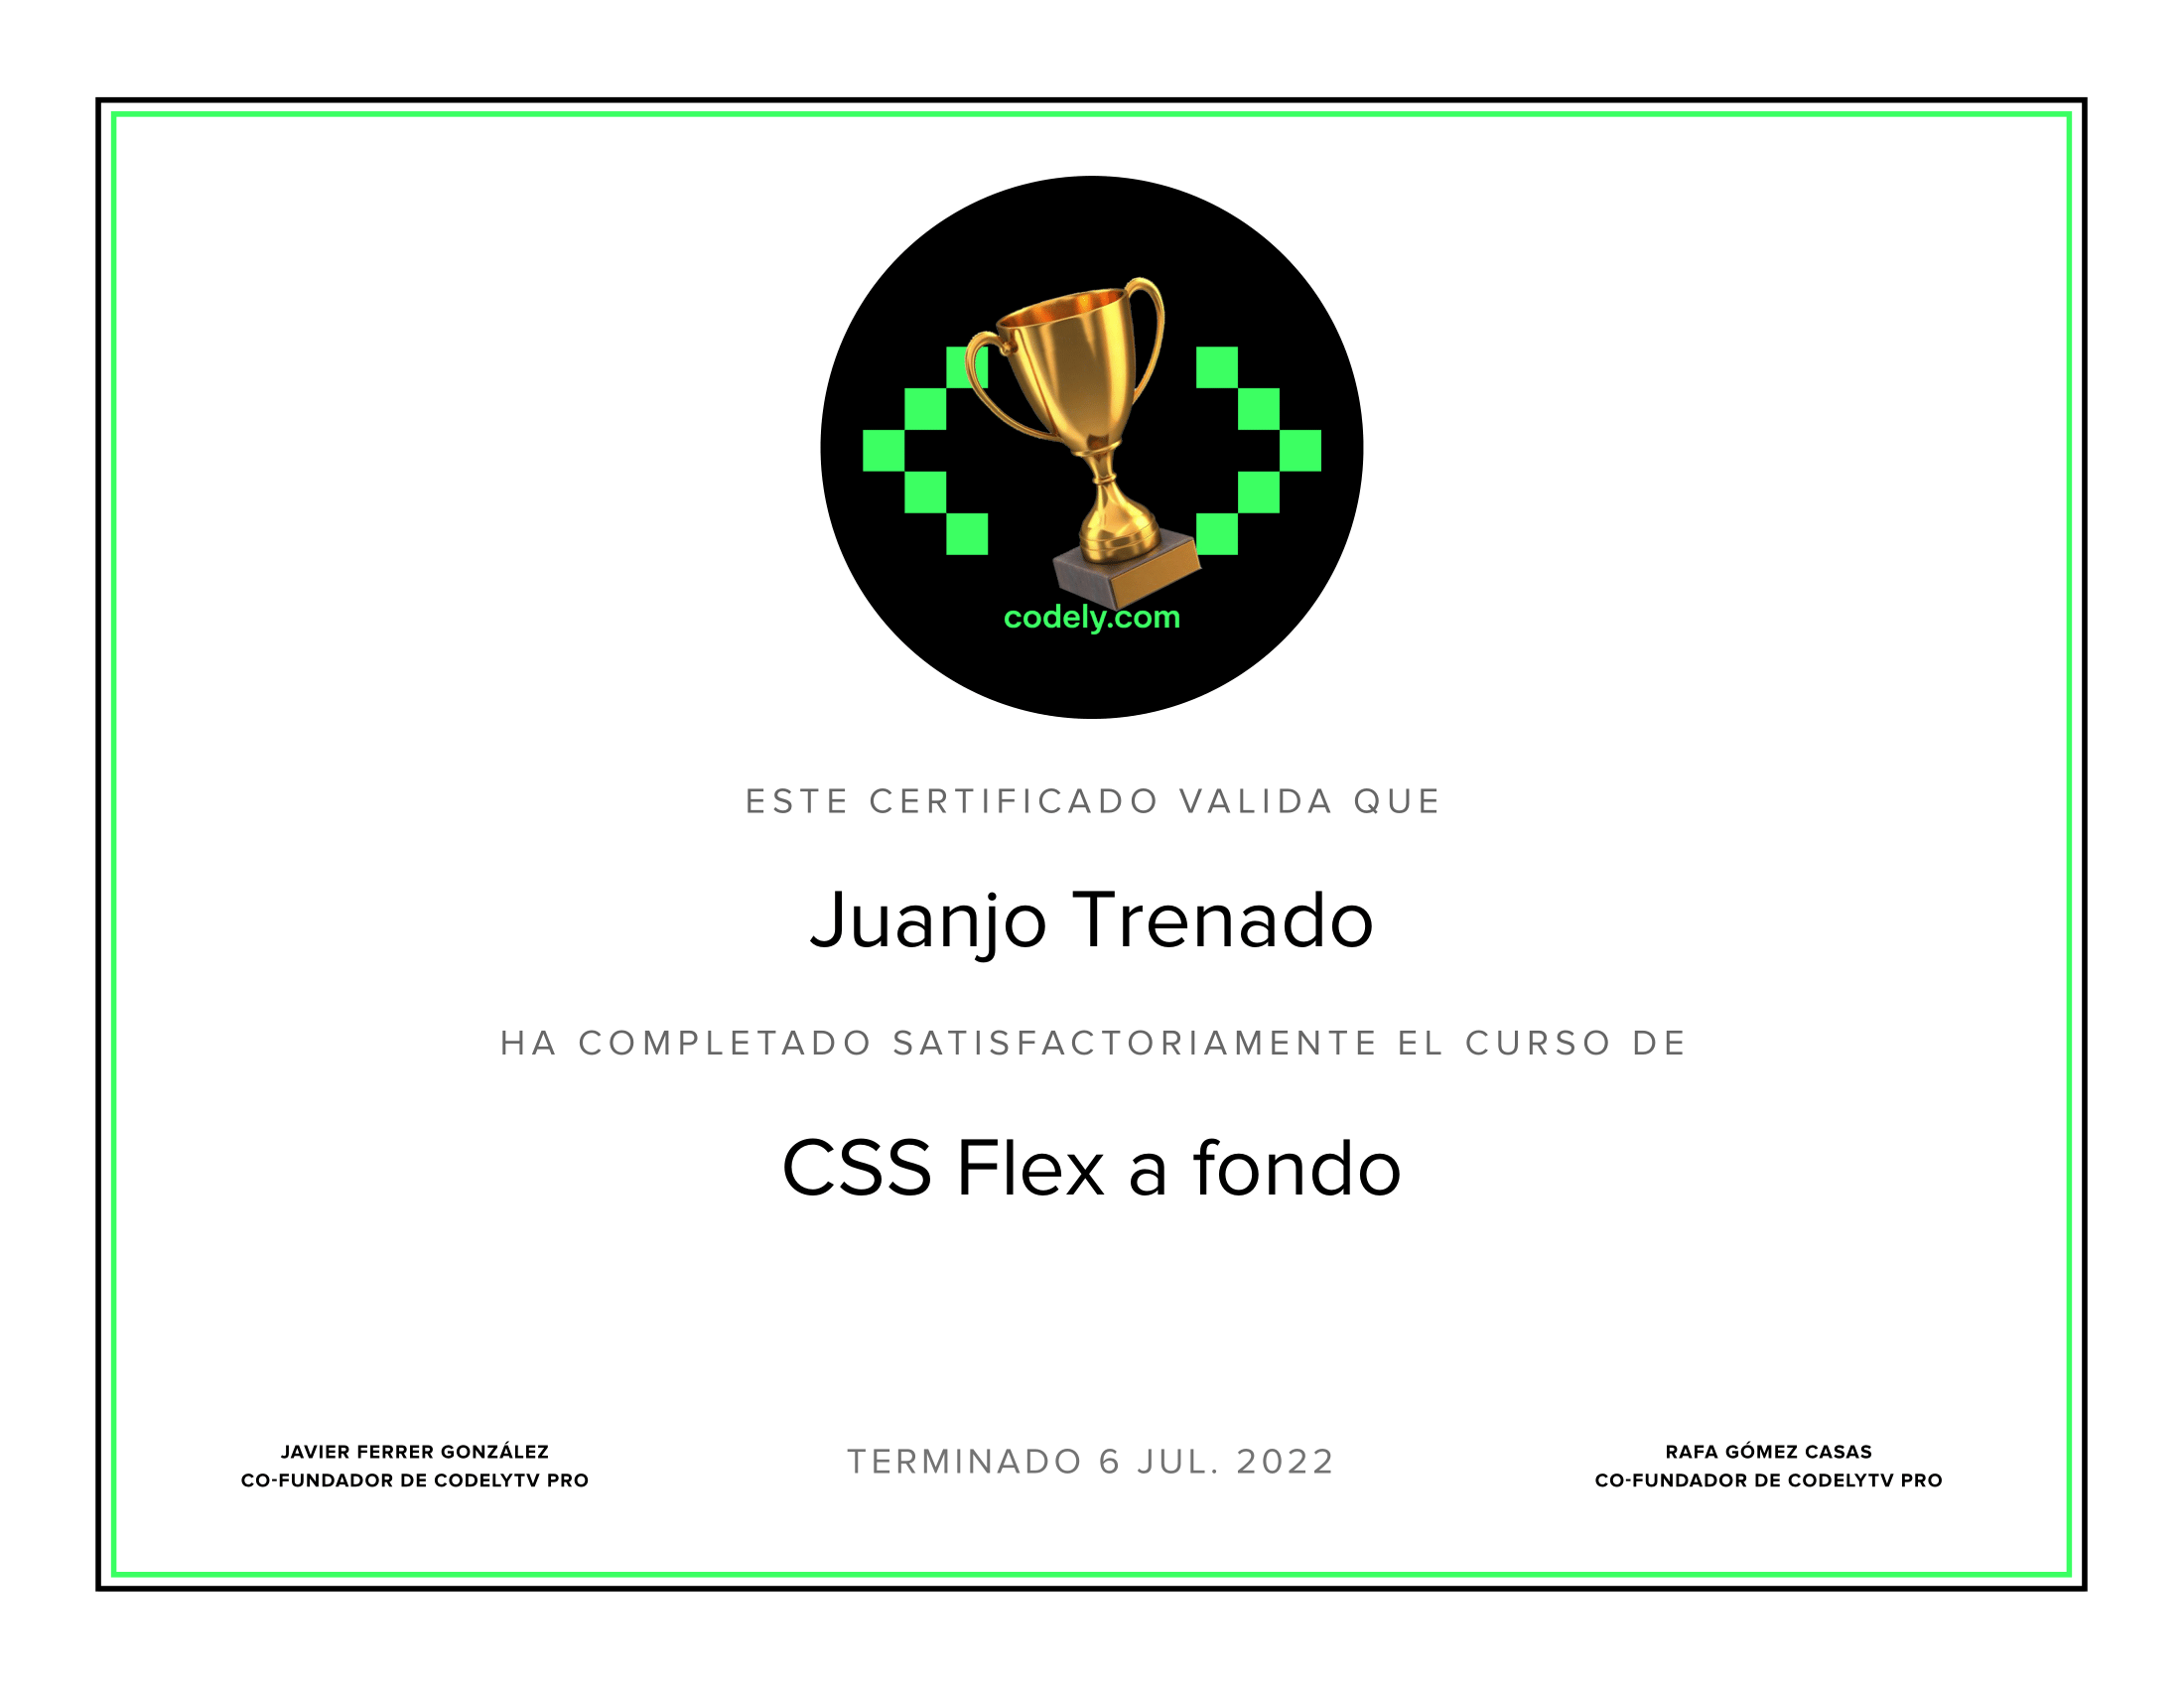 codely.com
ESTE CERTIFICADO VALIDA QUE
Juanjo Trenado
HA COMPLETADO SATISFACTORIAMENTE EL CURSO DE
CSS Flex a fondo
JAVIER FERRER GONZÁLEZ
CO-FUNDADOR DE CODELYTV PRO
TERMINADO 6 JUL. 2022
RAFA GÓMEZ CASAS
CO-FUNDADOR DE CODELYTV PRO